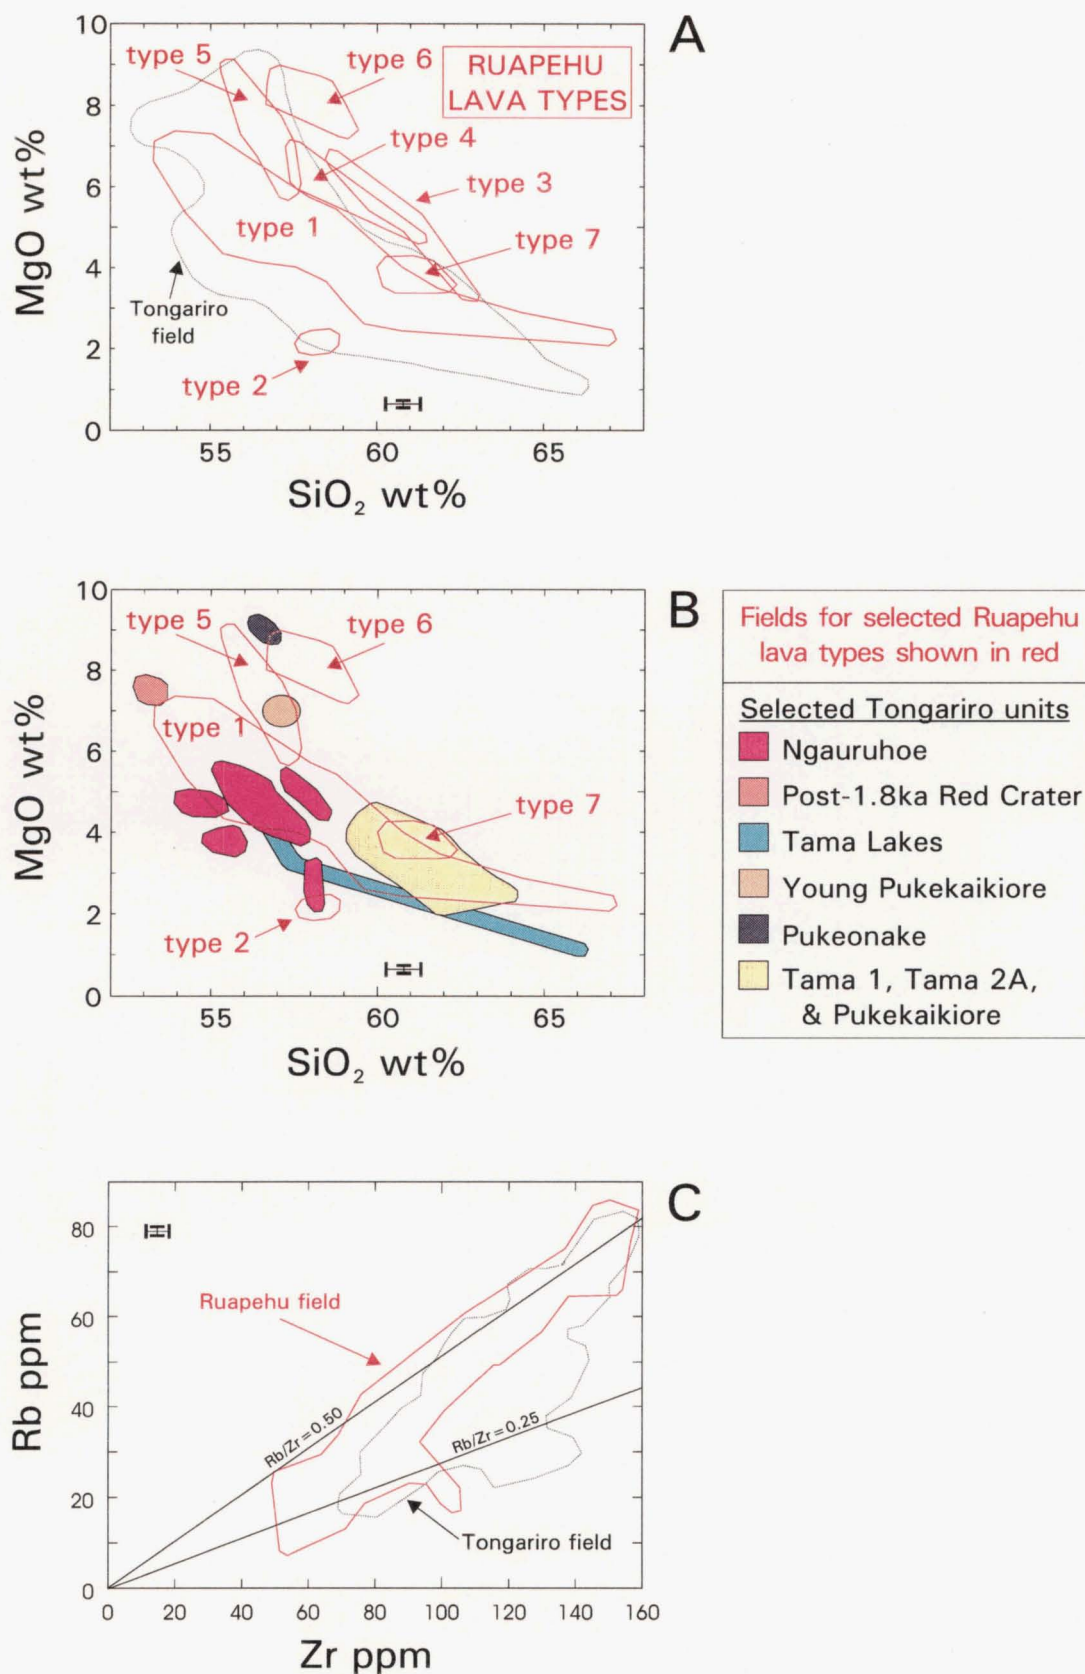 A
10
8
6
4
2
0
MgO wt%
type 5
type 6
RUAPEHU
LAVA TYPES
type 4
type 3
type 1
type 7
Tongariro
field
type 2
55
60
65
SiO₂ wt%
B
10
8
6
4
2
0
MgO wt%
type 5
type 6
type 1
type 7
type 2
55
60
65
SiO₂ wt%
Fields for selected Ruapehu
lava types shown in red
Selected Tongariro units
Ngauruhoe
Post-1.8ka Red Crater
Tama Lakes
Young Pukekaikiore
Pukeonake
Tama 1, Tama 2A,
& Pukekaikiore
C
80
60
40
20
0
Rb ppm
Ruapehu field
Rb/Zr=0.50
Rb/Zr=0.25
Tongariro field
0
20
40
60
80
100
120
140
160
Zr ppm